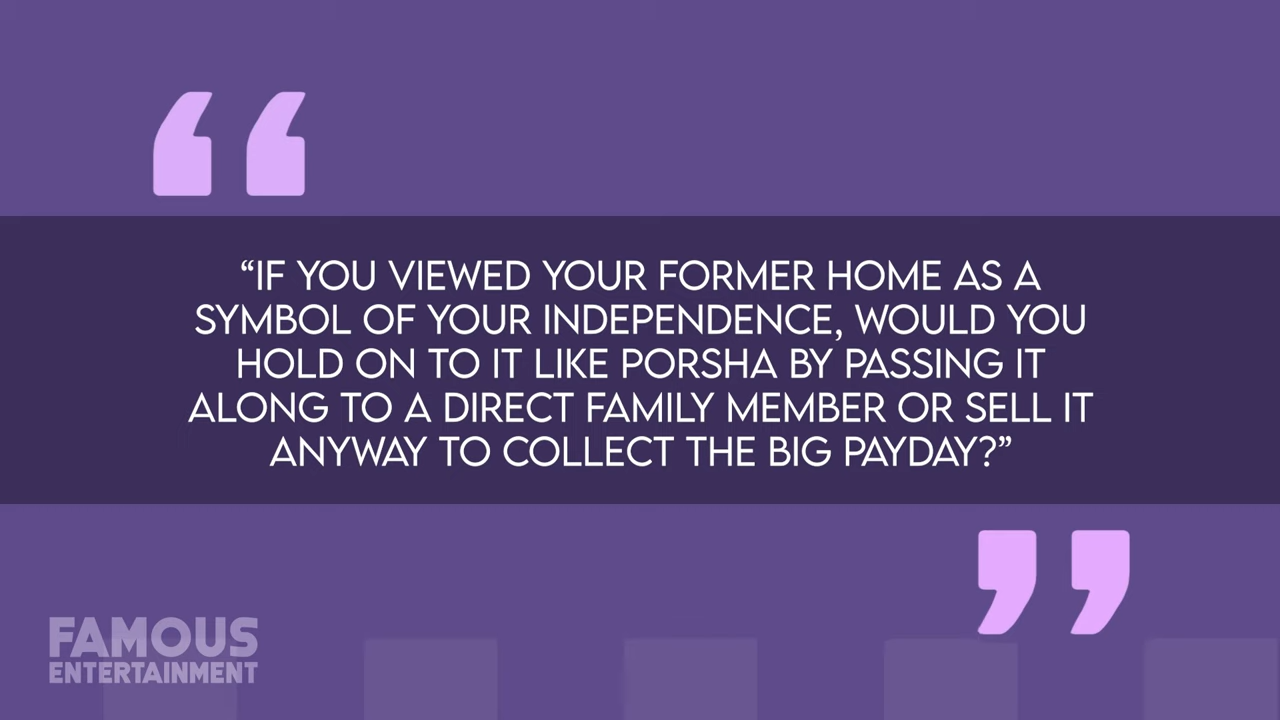 “IF YOU VIEWED YOUR FORMER HOME AS A
SYMBOL OF YOUR INDEPENDENCE, WOULD YOU
HOLD ON TO IT LIKE PORSHA BY PASSING IT
ALONG TO A DIRECT FAMILY MEMBER OR SELL IT
ANYWAY TO COLLECT THE BIG PAYDAY?”
FAMOUS
ENTERTAINMENT